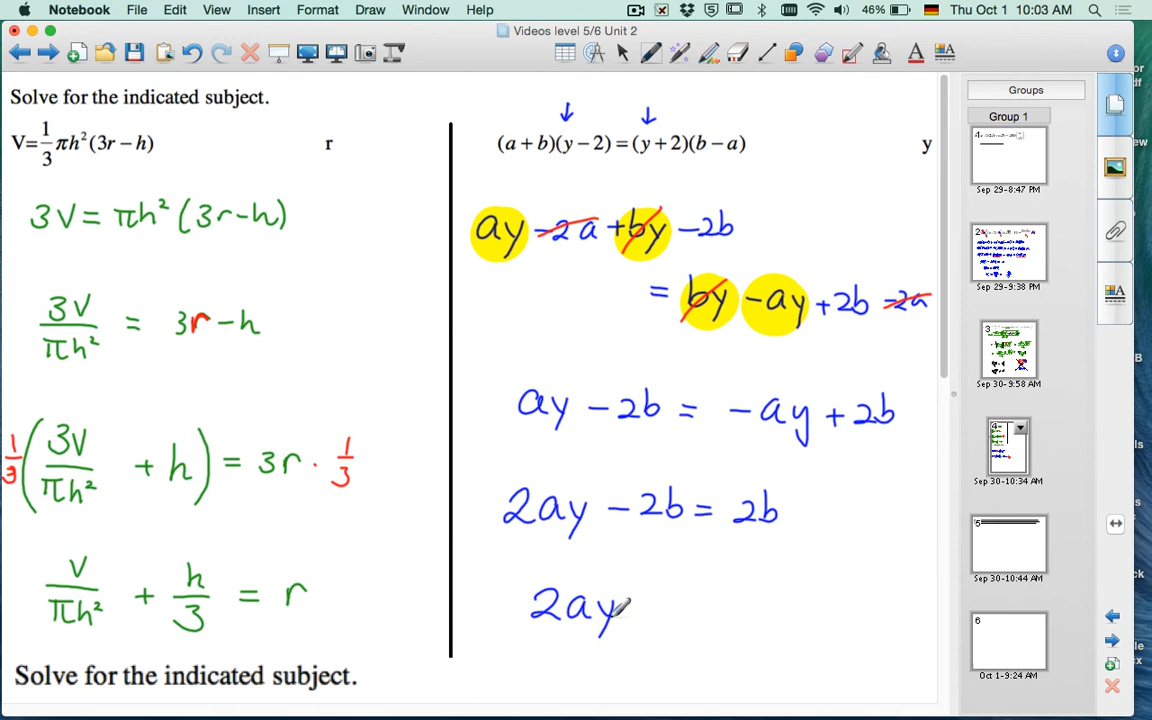 Notebook File Edit View Insert Format Draw Window Help 46% Thu Oct 1 10:03 AM
Videos level 5/6 Unit 2
Solve for the indicated subject.
V=1/3 πh²(3r – h) r
3V = πh² (3r-h)
3V/πh² = 3r - h
1/3 (3V/πh² + h) = 3r · 1/3
V/πh² + h/3 = r
Solve for the indicated subject.
↓ ↓
(a + b)(y – 2) = (y + 2)(b – a) y
ay - 2a + by - 2b
= by - ay + 2b - 2a
ay - 2b = - ay + 2b
2ay - 2b = 2b
2ay
Groups
Group 1
Sep 29-8:47 PM
2
Sep 29-9:38 PM
3
Sep 30-9:58 AM
4
Sep 30-10:34 AM
5
Sep 30-10:44 AM
6
Oct 1-9:24 AM